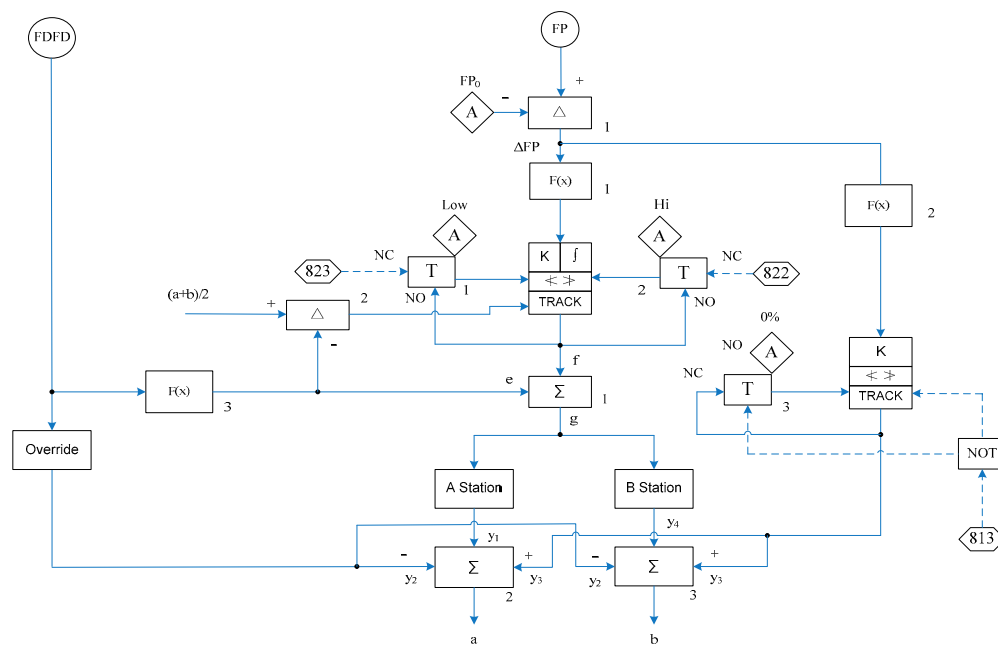 FDFD
FP
+
FP₀
-
A
△
1
ΔFP
F(x)
1
F(x)
2
Low
Hi
A
A
823
NC
T
NO
1
K
∫
≮ ≯
TRACK
2
T
NC
NO
822
(a+b)/2
+
2
△
-
0%
NO
A
NC
T
3
K
≮ ≯
TRACK
f
e
F(x)
3
Σ
1
g
Override
NOT
A Station
B Station
813
y₁
y₄
-
y₂
Σ
+
y₃
2
-
y₂
Σ
+
y₃
3
a
b